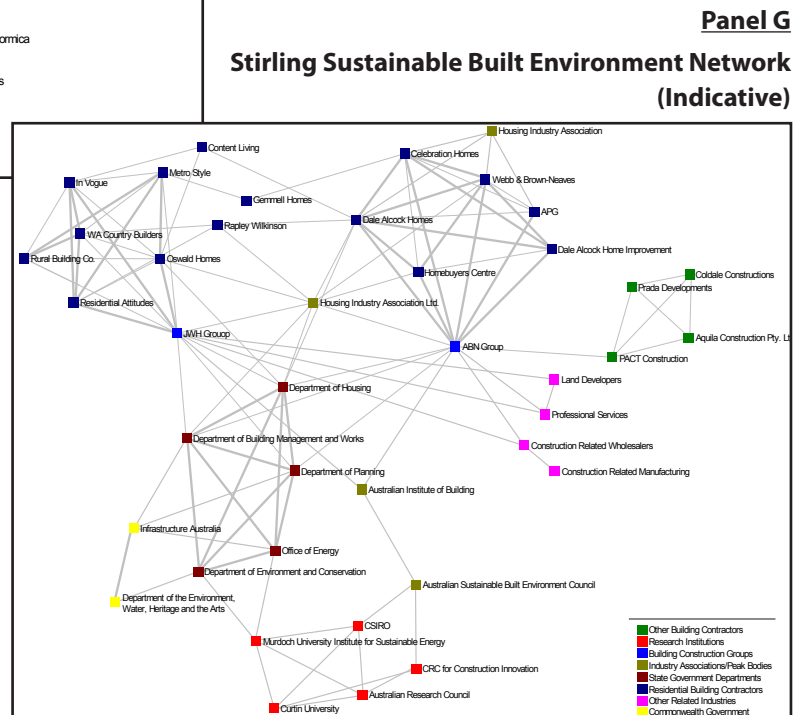 ormica
s
Panel G
Stirling Sustainable Built Environment Network
(Indicative)
Housing Industry Association
Content Living
Celebration Homes
Metro Style
In Vogue
Webb & Brown-Neaves
Gemmell Homes
APG
Dale Alcock Homes
Rapley Wilkinson
WA Country Builders
Dale Alcock Home Improvement
Rural Building Co.
Oswald Homes
Homebuyers Centre
Coldale Constructions
Prada Developments
Residential Attitudes
Housing Industry Association Ltd.
JWH Grouop
Aquila Construction Pty. Lt
ABN Group
PACT Construction
Land Developers
Department of Housing
Professional Services
Department of Building Management and Works
Construction Related Wholesalers
Department of Planning
Construction Related Manufacturing
Australian Institute of Building
Infrastructure Australia
Office of Energy
Department of Environment and Conservation
Australian Sustainable Built Environment Council
Department of the Environment,
Water, Heritage and the Arts
CSIRO
Murdoch University Institute for Sustainable Energy
CRC for Construction Innovation
Australian Research Council
Curtin University
Other Building Contractors
Research Institutions
Building Construction Groups
Industry Associations/Peak Bodies
State Government Departments
Residential Building Contractors
Other Related Industries
Commonwealth Government